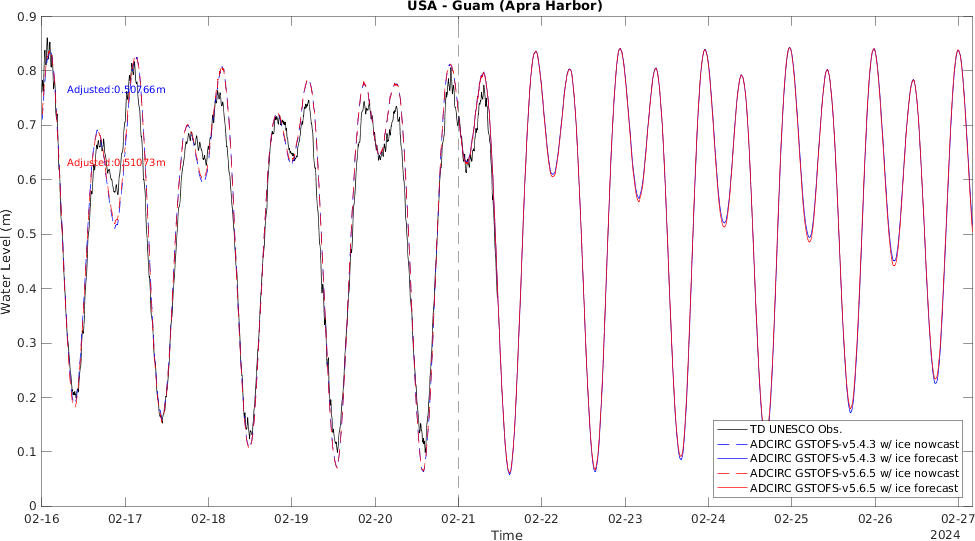 USA - Guam (Apra Harbor)
0.9
0.8
0.7
0.6
0.5
0.4
0.3
0.2
0.1
0
Water Level (m)
Adjusted:0.50766m
Adjusted:0.51073m
TD UNESCO Obs.
ADCIRC GSTOFS-v5.4.3 w/ ice nowcast
ADCIRC GSTOFS-v5.4.3 w/ ice forecast
ADCIRC GSTOFS-v5.6.5 w/ ice nowcast
ADCIRC GSTOFS-v5.6.5 w/ ice forecast
02-16 02-17 02-18 02-19 02-20 02-21 02-22 02-23 02-24 02-25 02-26 02-27
Time
2024